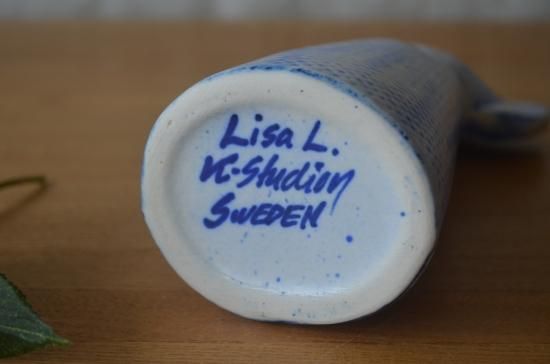 Lisa L.
K-Studion
SWEDEN